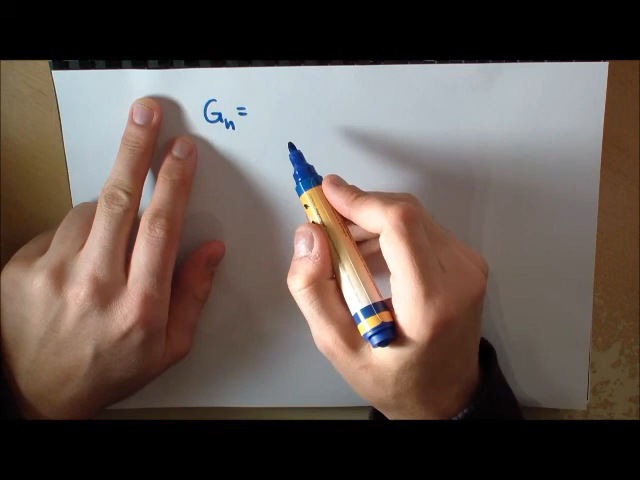 Gₙ =